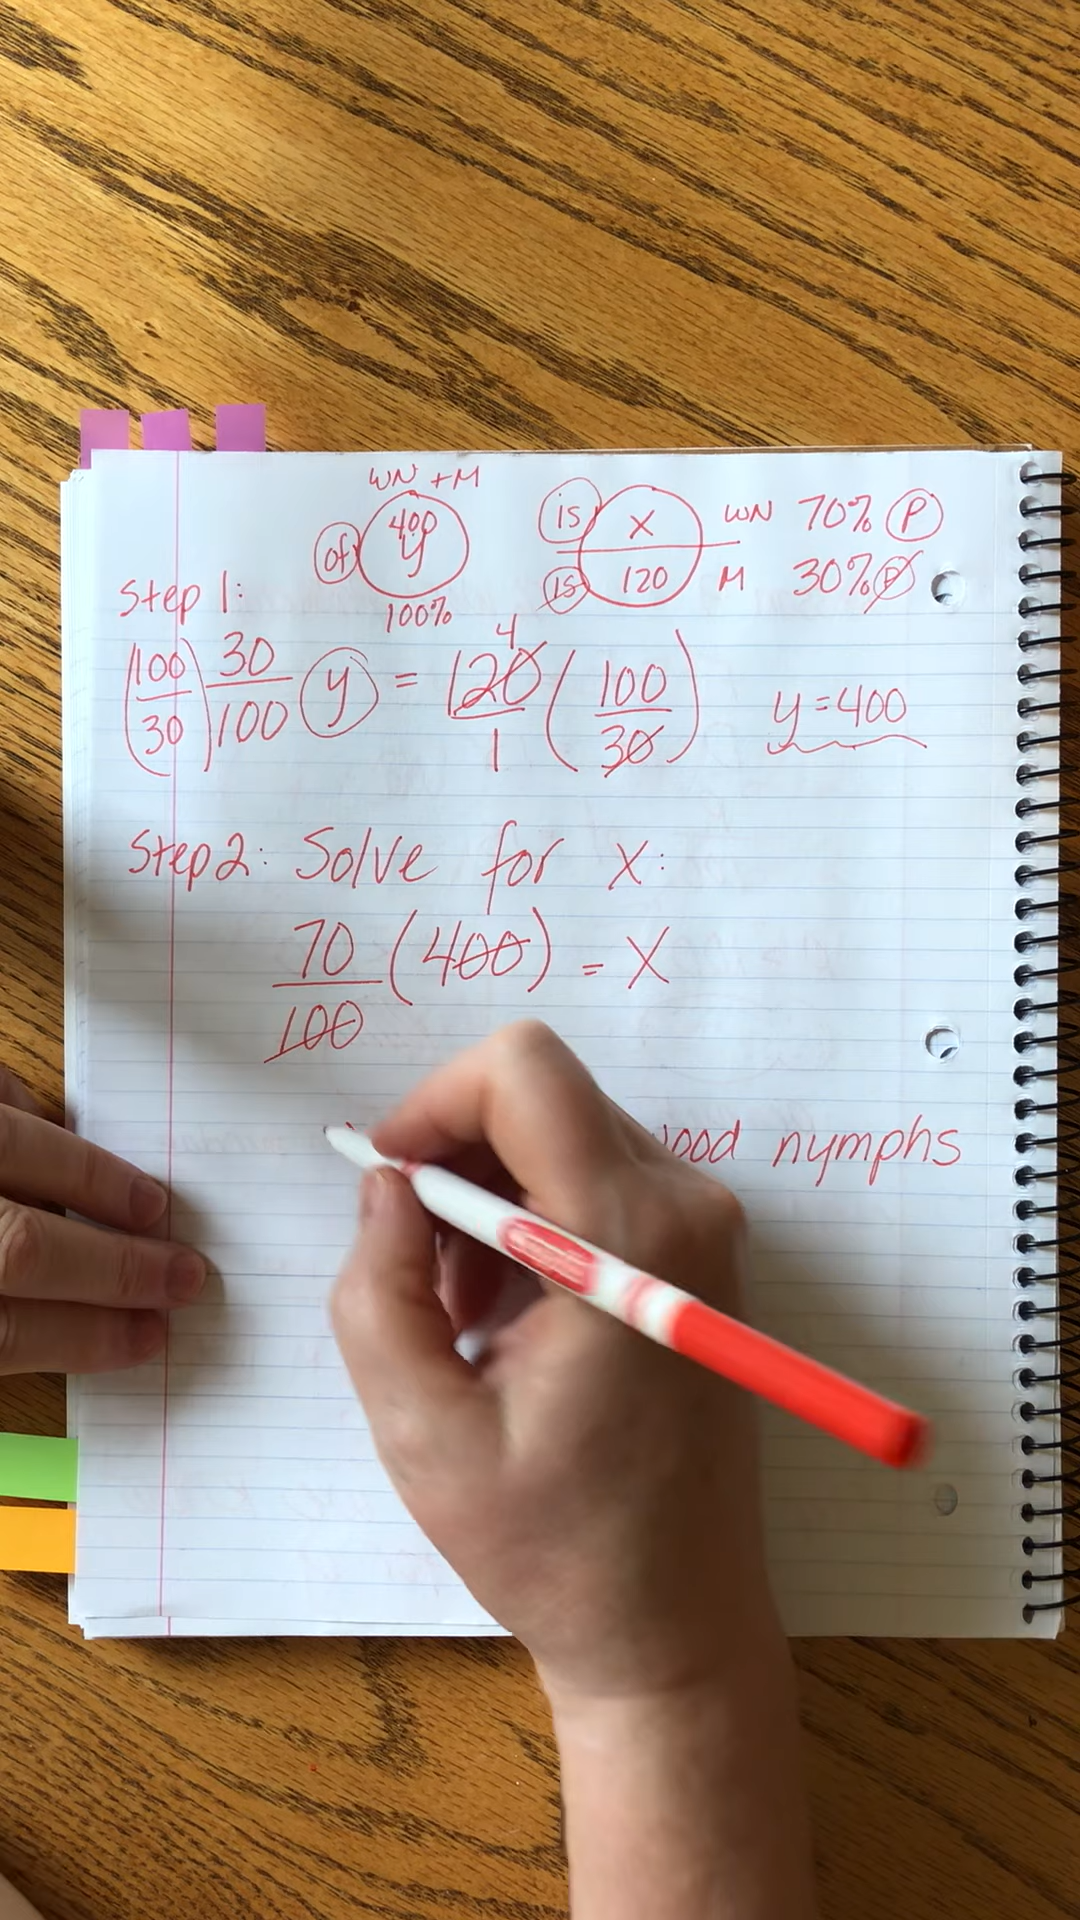 WN + M
of 400 y is x WN 70% P
is 120 M 30% P
100%
Step 1:
4
(100/30) 30/100 y = 120/1 (100/30) y = 400
Step 2: Solve for x:
70/100 (400) = x
wood nymphs